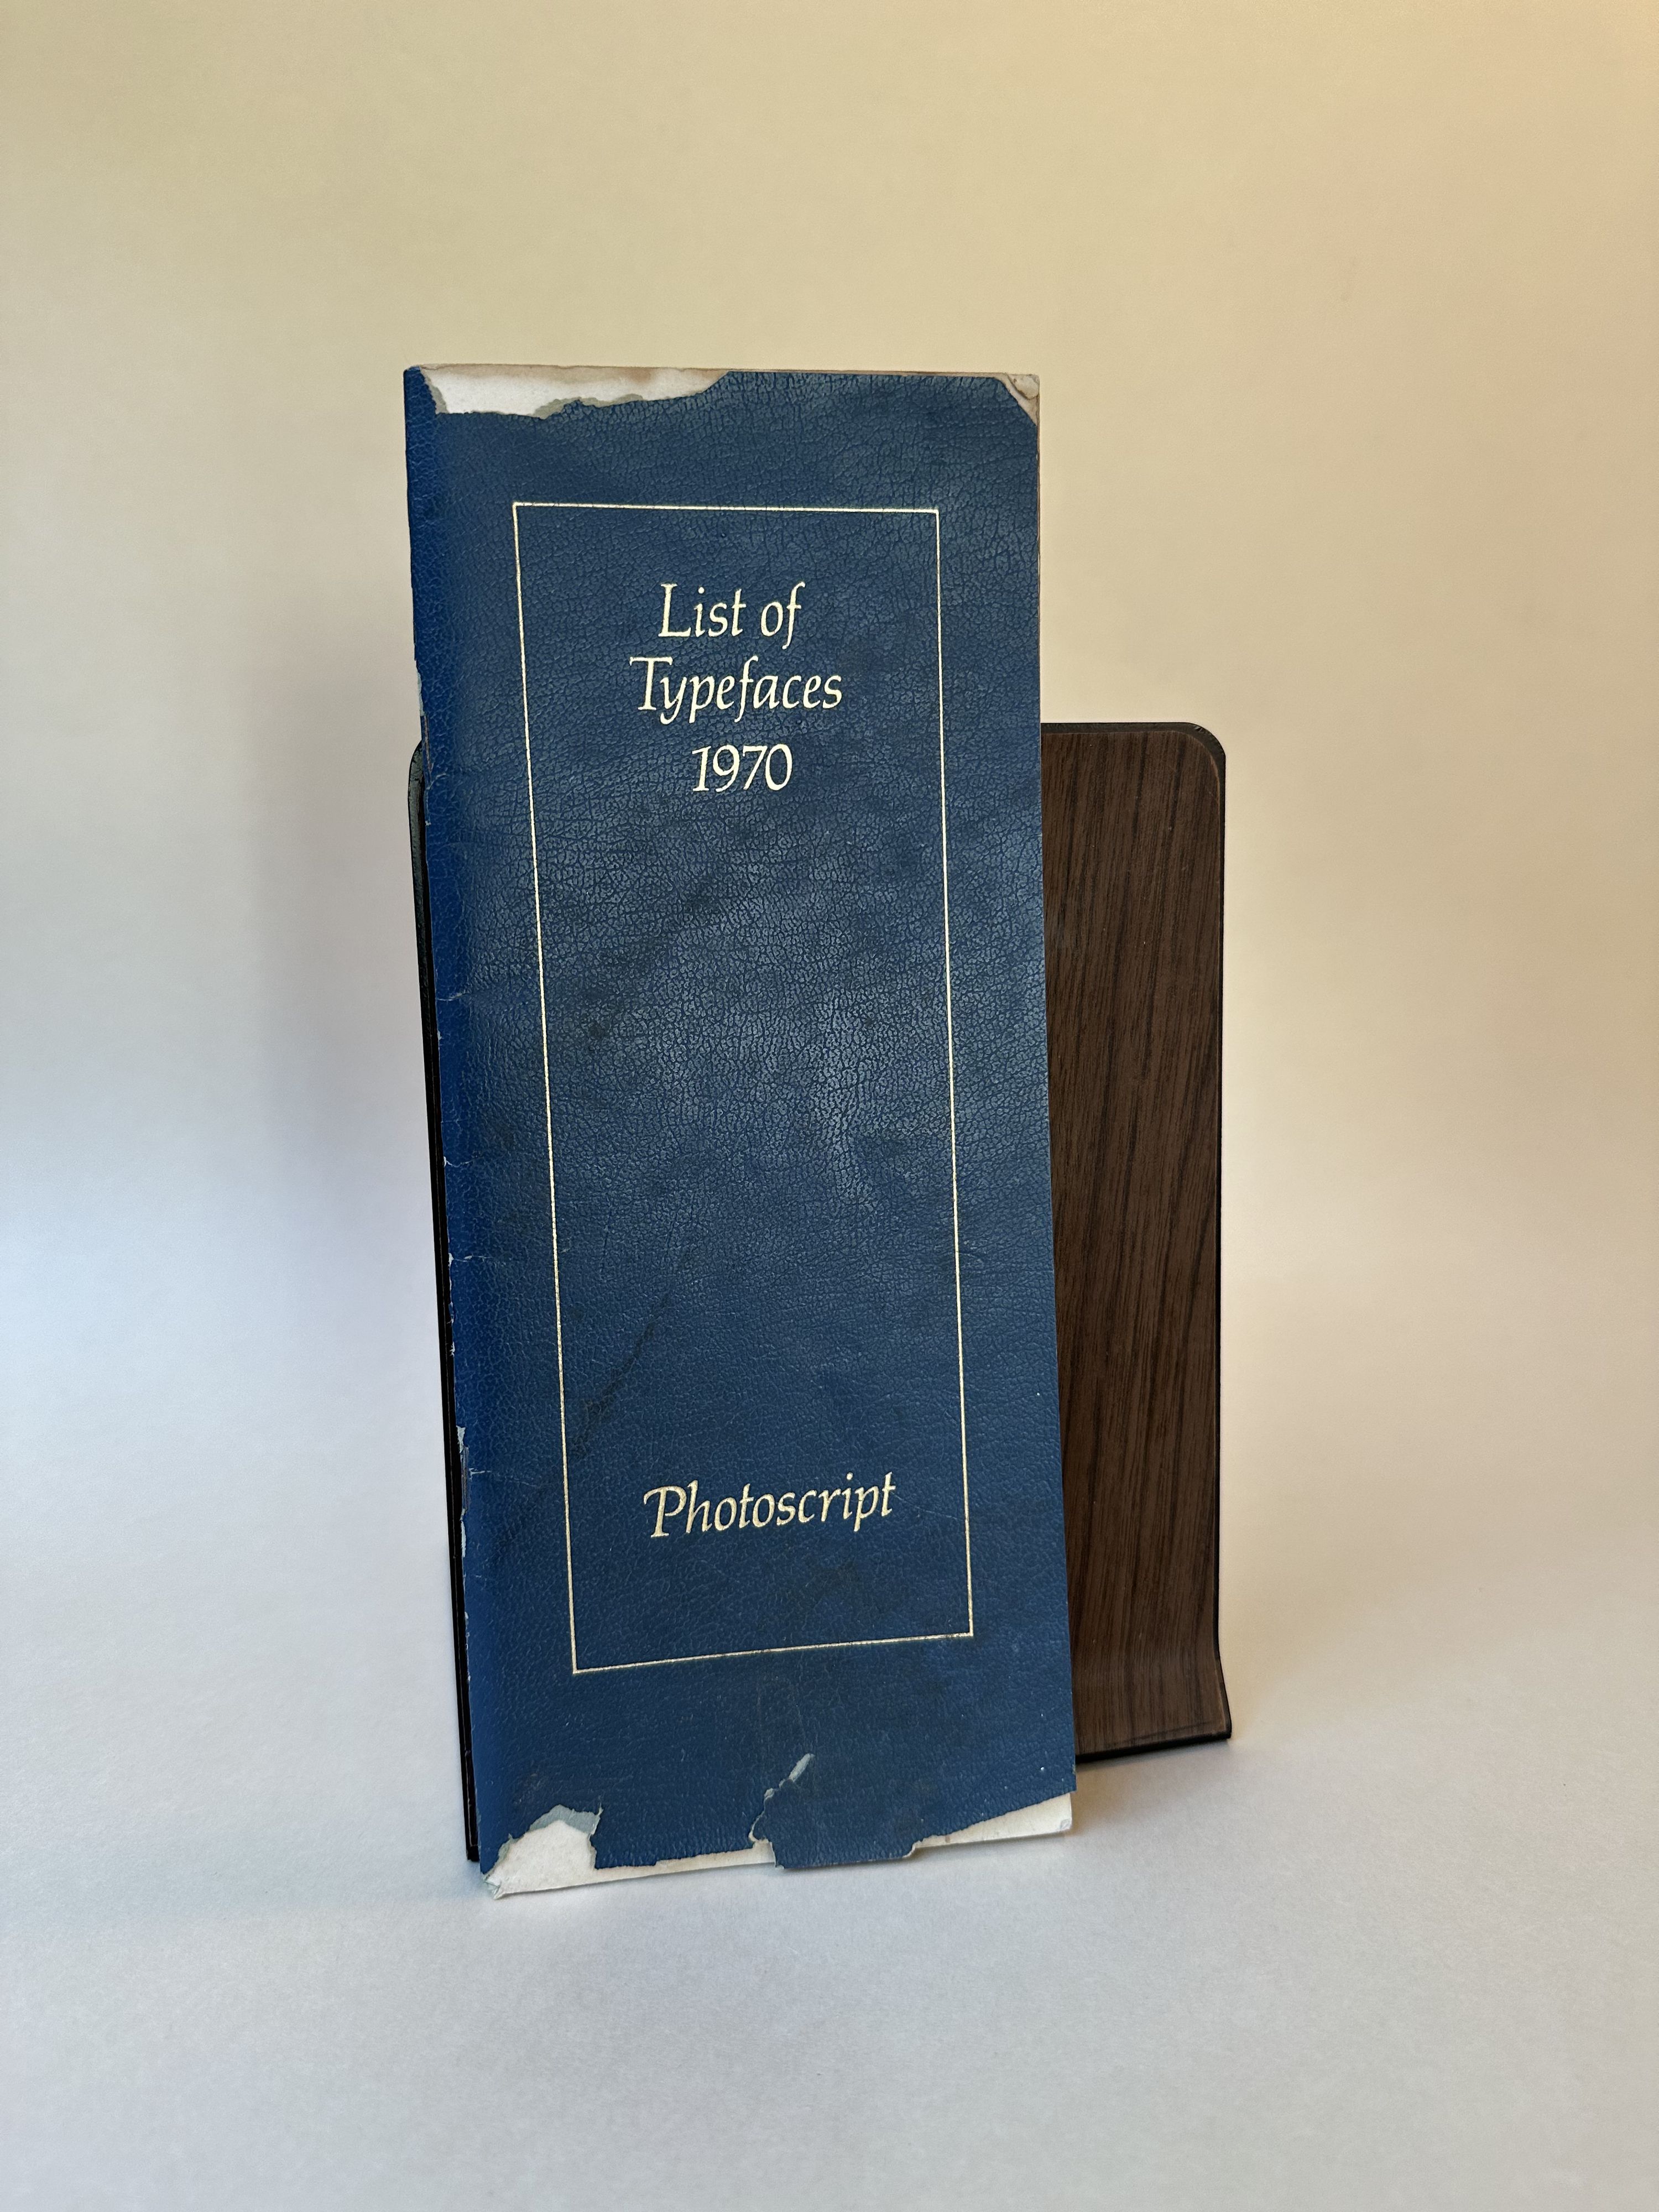 List of
Typefaces
1970
Photoscript